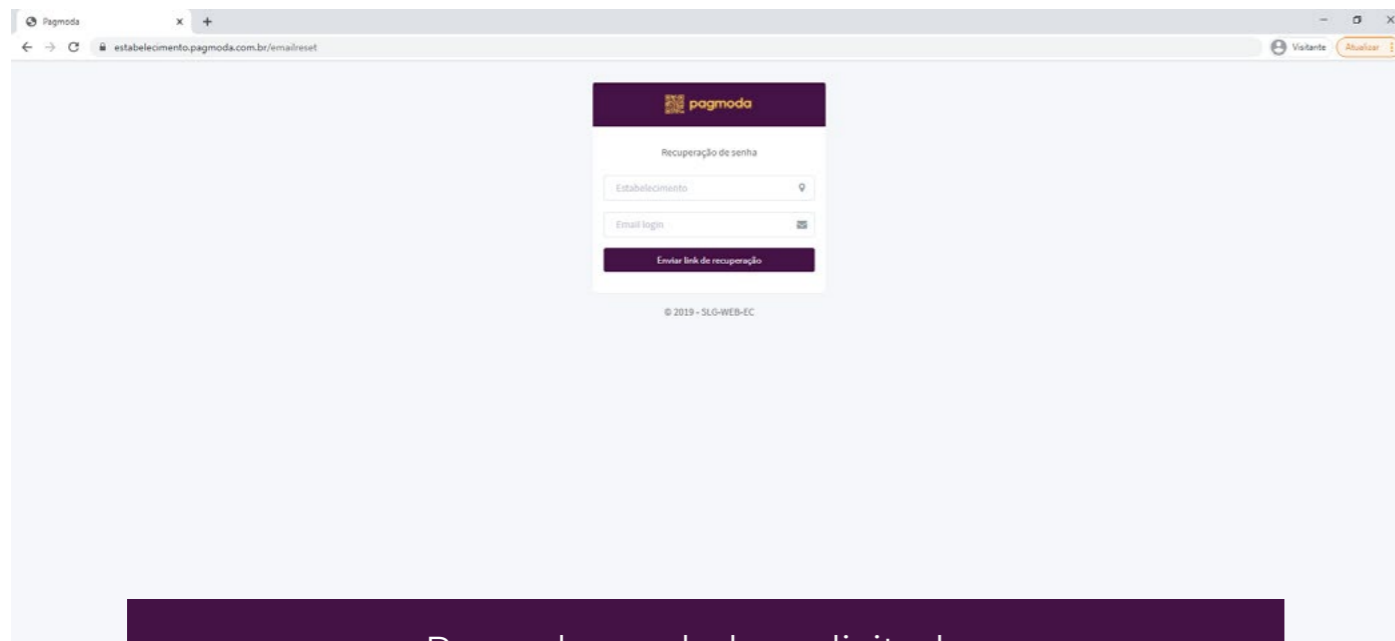 Pagmoda
estabelecimento.pagmoda.com.br/emailreset
Visitante
Atualizar
pagmoda
Recuperação de senha
Estabelecimento
Email login
Enviar link de recuperação
© 2019 - SLG-WEB-EC